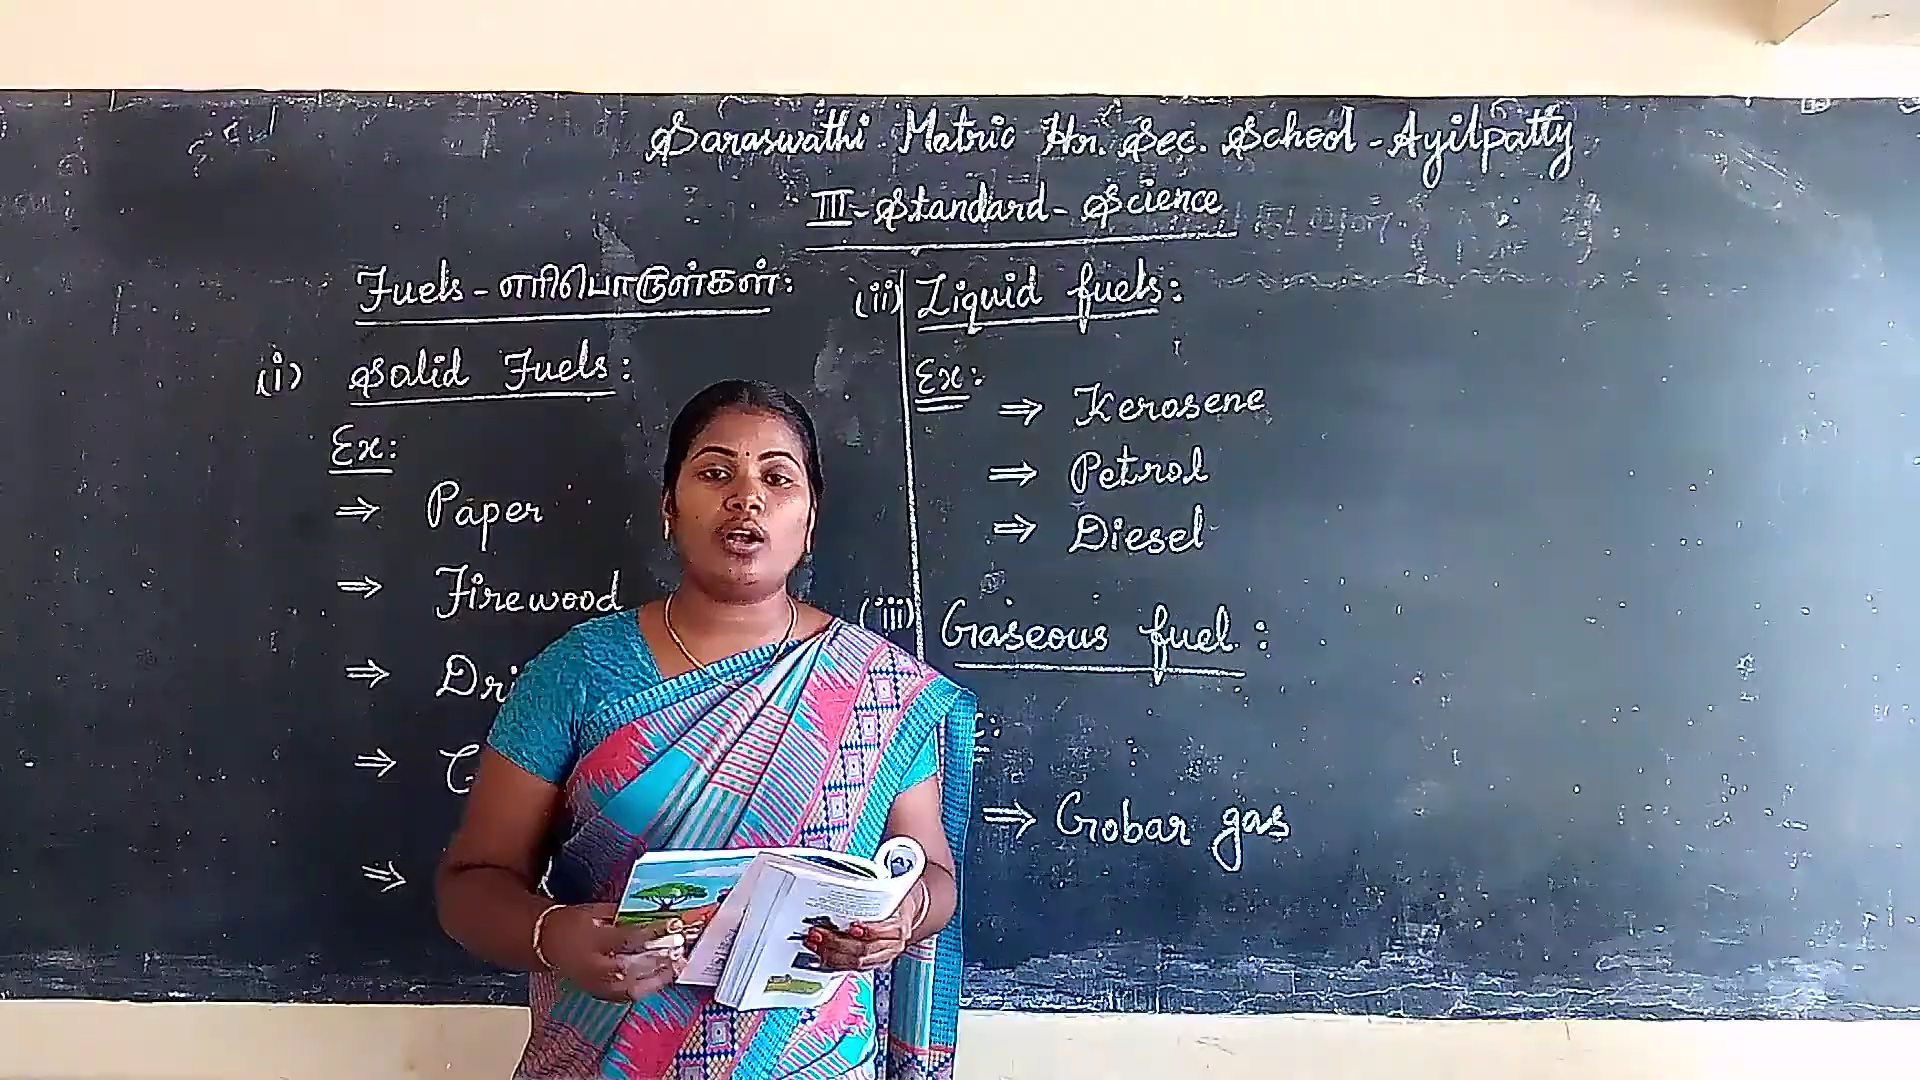 Saraswathi Matric Hr. Sec. School - Ayilpatty
III - Standard - Science
Fuels - எரிபொருள்கள்:
(i) Solid Fuels:
Ex:
⇒ Paper
⇒ Firewood
⇒
⇒
⇒
(ii) Liquid fuels:
Ex:
⇒ Kerosene
⇒ Petrol
⇒ Diesel
(iii) Gaseous fuel:
⇒ Gobar gas